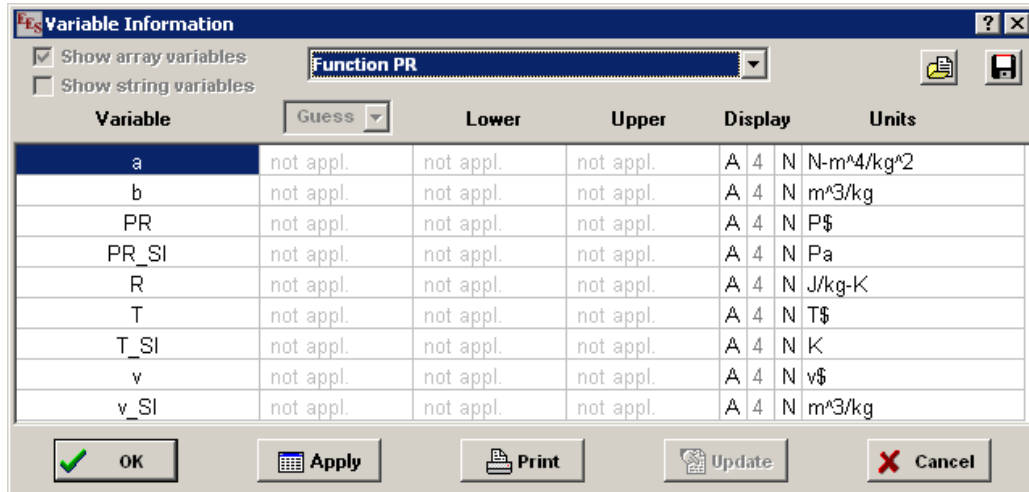 EES Variable Information ? X
Show array variables
Function PR
Show string variables
Variable Guess Lower Upper Display Units
a not appl. not appl. not appl. A 4 N N-m^4/kg^2
b not appl. not appl. not appl. A 4 N m^3/kg
PR not appl. not appl. not appl. A 4 N P$
PR_SI not appl. not appl. not appl. A 4 N Pa
R not appl. not appl. not appl. A 4 N J/kg-K
T not appl. not appl. not appl. A 4 N T$
T_SI not appl. not appl. not appl. A 4 N K
v not appl. not appl. not appl. A 4 N v$
v_SI not appl. not appl. not appl. A 4 N m^3/kg
OK Apply Print Update Cancel